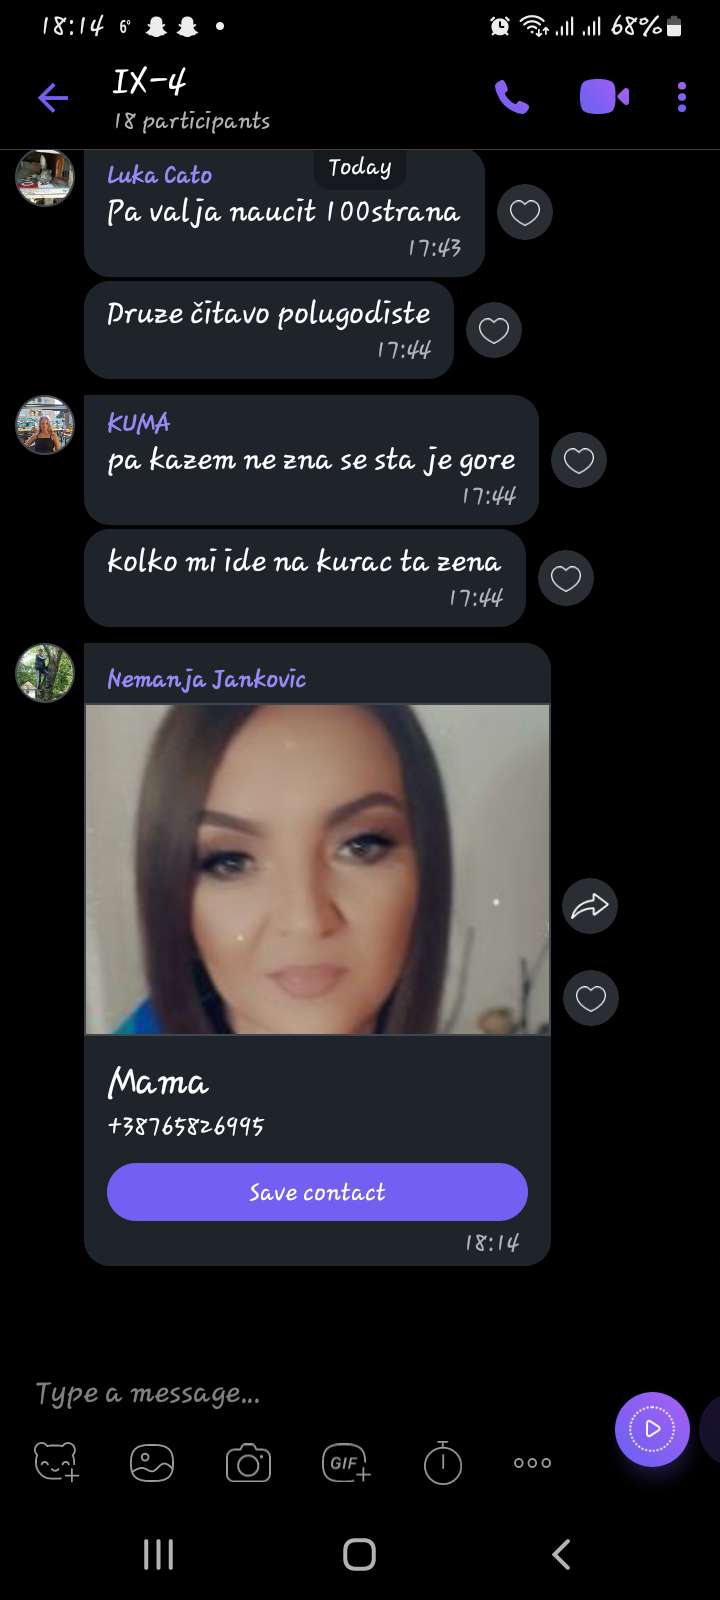 18:14 6°
68%
IX-4
18 participants
Today
Luka Cato
Pa valja naucit 100strana
17:43
Druze čitavo polugodiste
17:44
KUMA
pa kazem ne zna se sta je gore
17:44
kolko mi ide na kurac ta zena
17:44
Nemanja Jankovic
Mama
+38765826995
Save contact
18:14
Type a message...
GIF